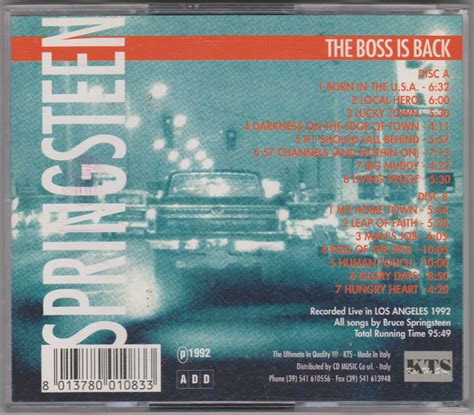 SPRINGSTEEN
THE BOSS IS BACK
DISC A
1 BORN IN THE U.S.A. - 6:32
2 LOCAL HERO - 6:00
3 LUCKY TOWN - 5:30
4 DARKNESS ON THE EDGE OF TOWN - 4:11
5 IF I SHOULD FALL BEHIND - 5:57
6 57 CHANNELS (AND NOTHIN ON) - 7:13
7 BIG MUDDY - 4:22
8 LIVING PROOF - 5.30
DISC B
1 MY HOME TOWN -
2 LEAP OF FAITH -
3 MAN'S JOB - 6:05
4 ROLL OF THE DICE - 10:05
5 HUMAN TOUCH - 10:00
6 GLORY DAYS - 8:50
7 HUNGRY HEART - 4:20
Recorded Live in LOS ANGELES 1992
All songs by Bruce Springsteen
Total Running Time 95:49
℗1992
ADD
8 013780 010833
The Ultimate In Quality !!! - KTS - Made In Italy
Distributed by CD MUSIC Co srl. - Italy
Phone (39) 541 610556 - Fax (39) 541 613948
KTS